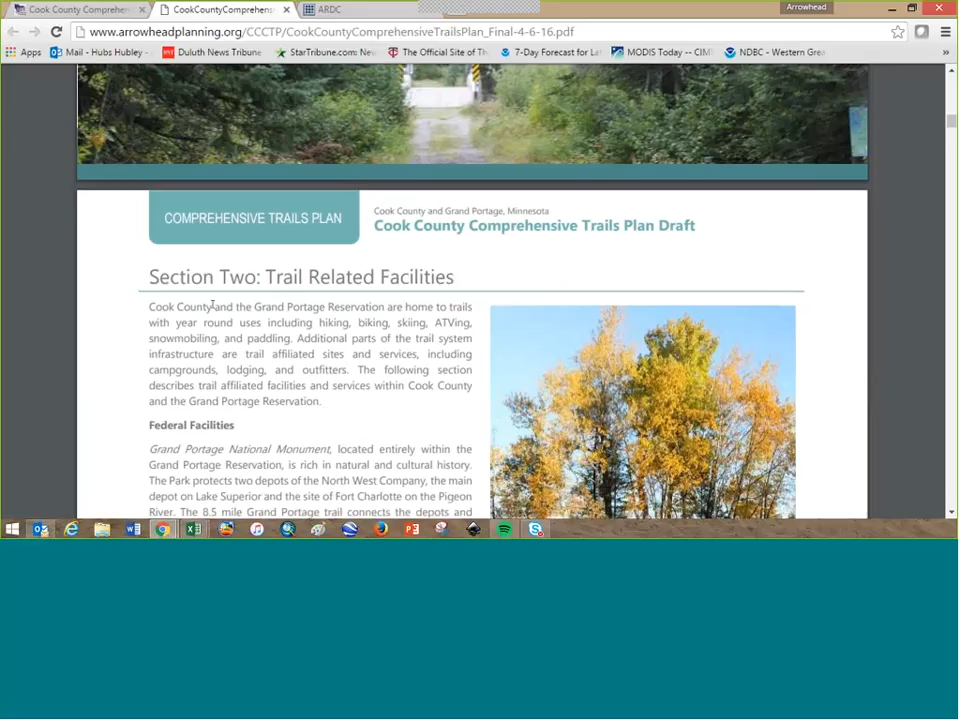 Cook County Comprehen
CookCountyComprehens
ARDC
Arrowhead
www.arrowheadplanning.org/CCCTP/CookCountyComprehensiveTrailsPlan_Final-4-6-16.pdf
Apps
Mail - Hubs Hubley -
Duluth News Tribune
StarTribune.com: New
The Official Site of Th
7-Day Forecast for La
MODIS Today -- CIM
NDBC - Western Grea
»
COMPREHENSIVE TRAILS PLAN
Cook County and Grand Portage, Minnesota
Cook County Comprehensive Trails Plan Draft
Section Two: Trail Related Facilities
Cook County and the Grand Portage Reservation are home to trails
with year round uses including hiking, biking, skiing, ATVing,
snowmobiling, and paddling. Additional parts of the trail system
infrastructure are trail affiliated sites and services, including
campgrounds, lodging, and outfitters. The following section
describes trail affiliated facilities and services within Cook County
and the Grand Portage Reservation.
Federal Facilities
Grand Portage National Monument, located entirely within the
Grand Portage Reservation, is rich in natural and cultural history.
The Park protects two depots of the North West Company, the main
depot on Lake Superior and the site of Fort Charlotte on the Pigeon
River. The 8.5 mile Grand Portage trail connects the depots and